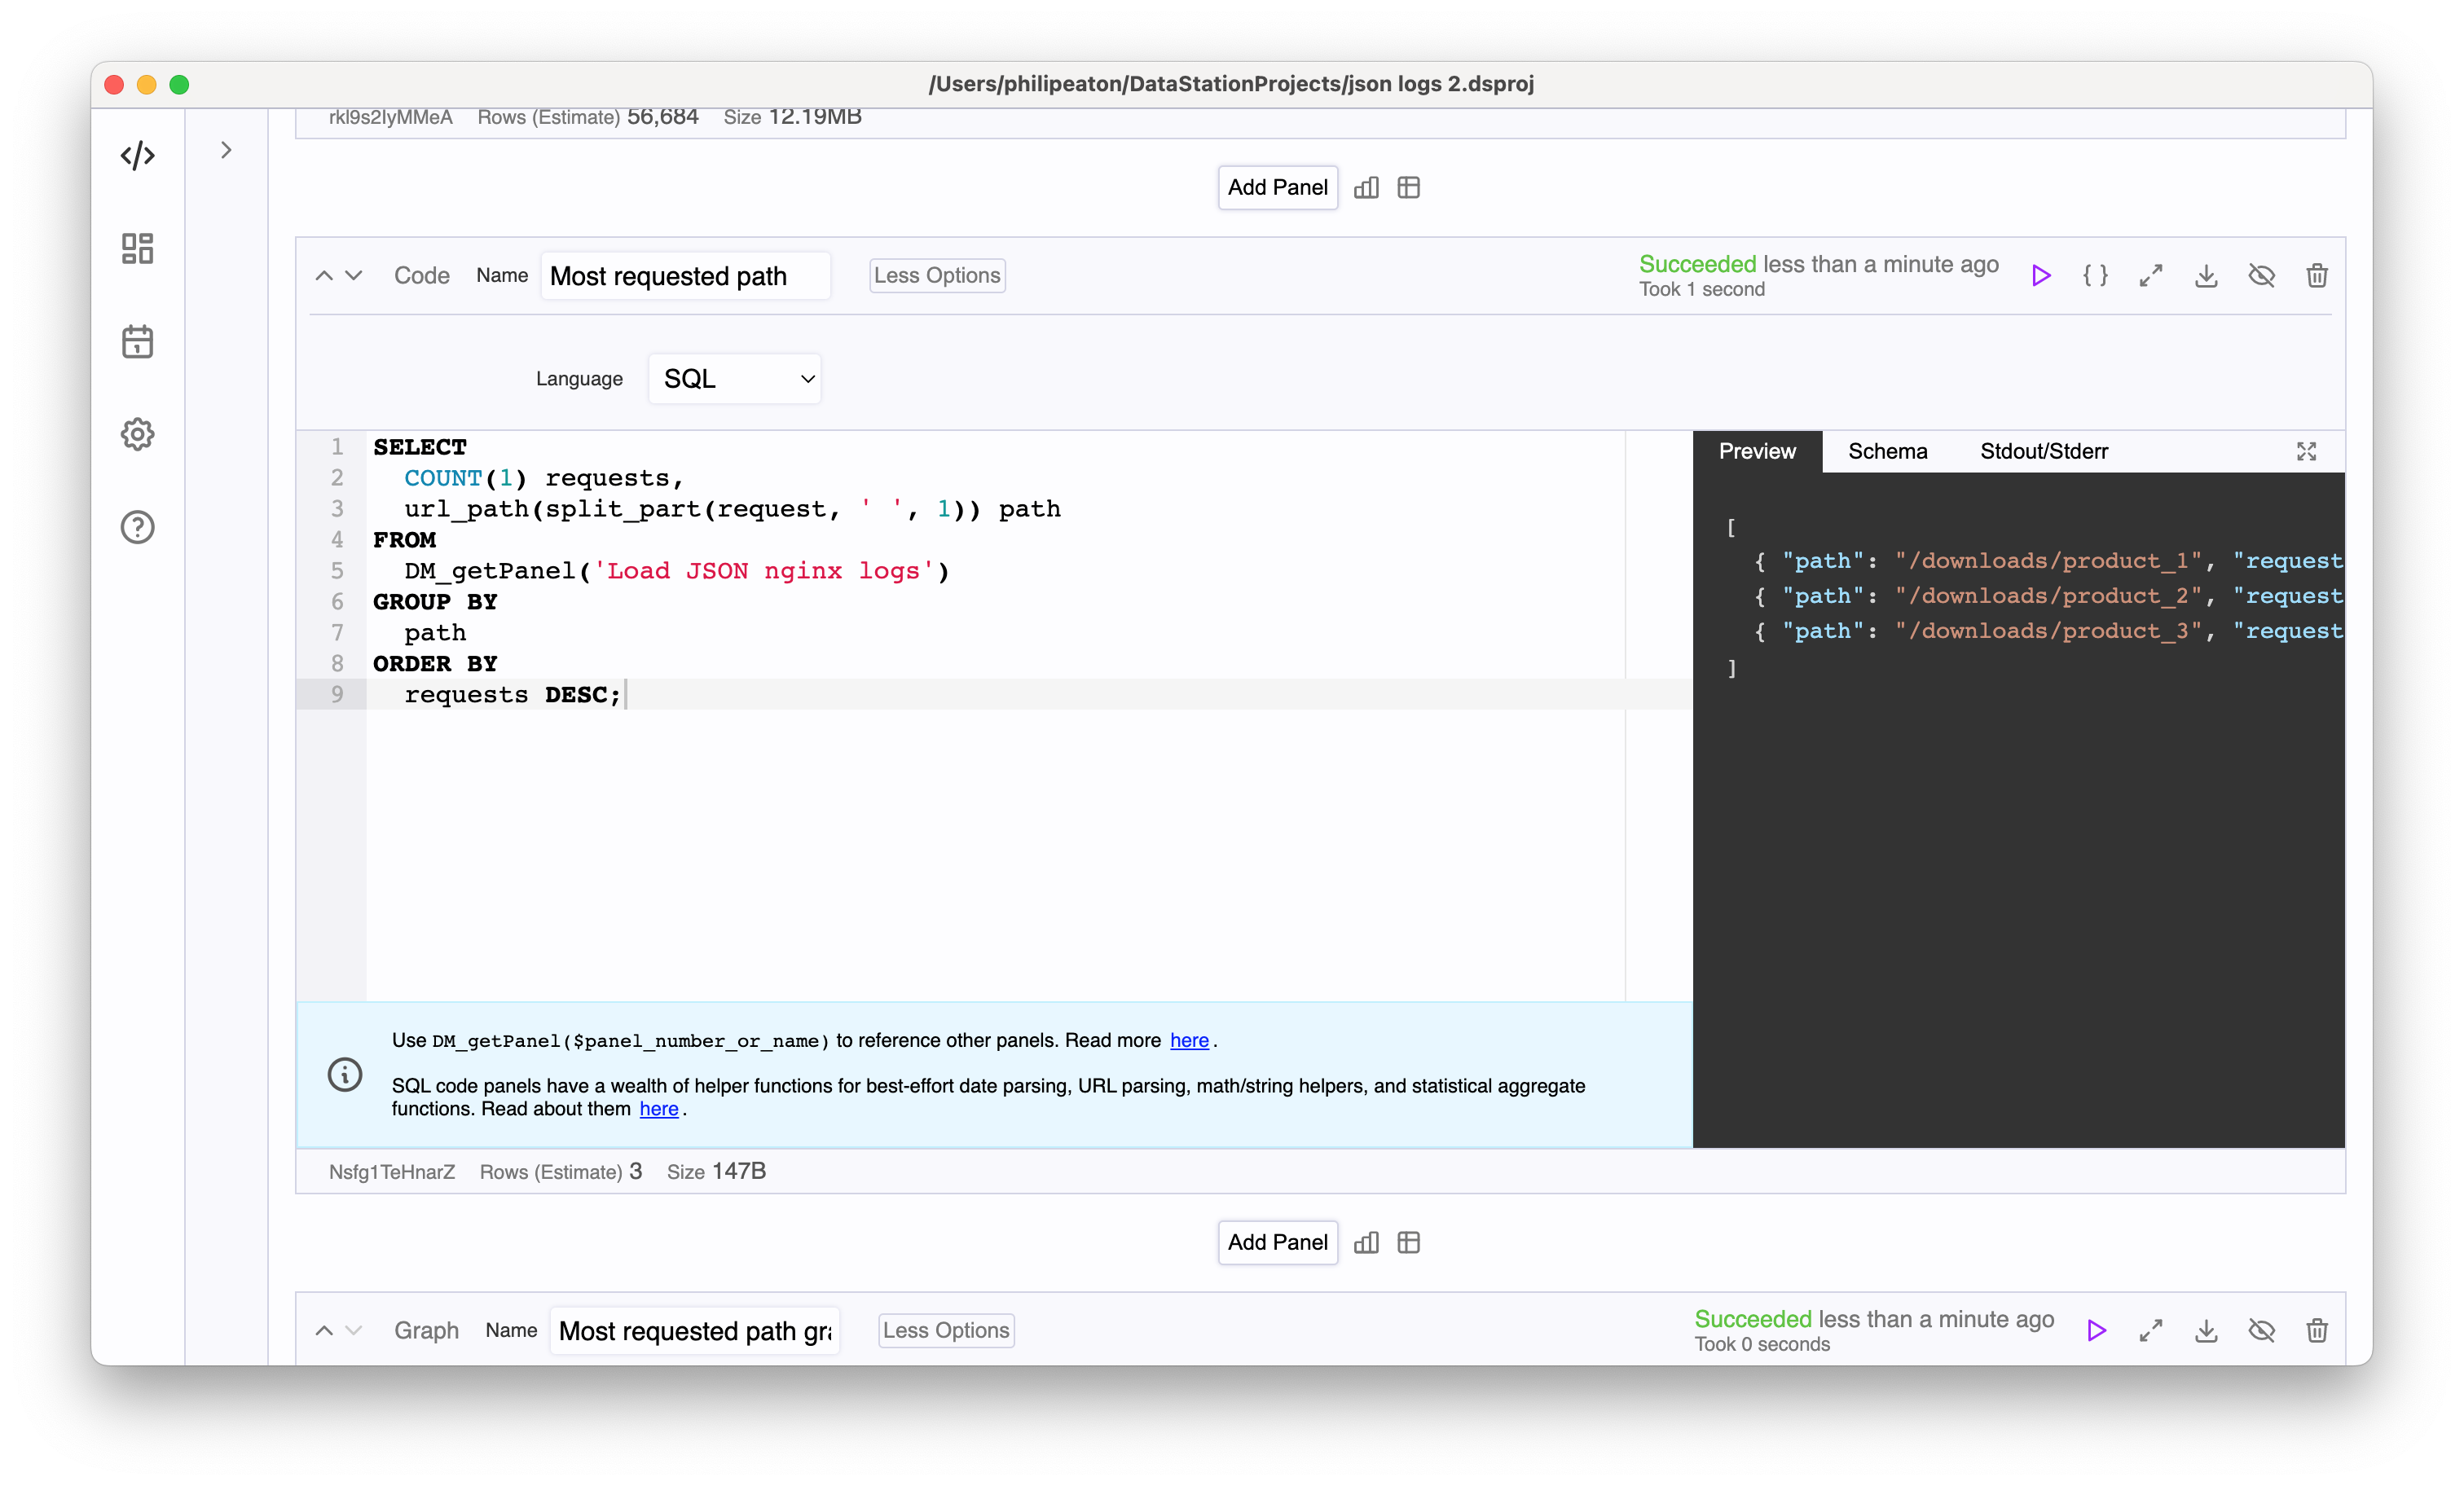 /Users/philipeaton/DataStationProjects/json logs 2.dsproj
rkl9s2lyMMeA Rows (Estimate) 56,684 Size 12.19MB
Add Panel
Code Name Most requested path Less Options Succeeded less than a minute ago
Took 1 second
Language SQL
1 SELECT
2 COUNT(1) requests,
3 url_path(split_part(request, ' ', 1)) path
4 FROM
5 DM_getPanel('Load JSON nginx logs')
6 GROUP BY
7 path
8 ORDER BY
9 requests DESC;
Preview Schema Stdout/Stderr
[
{ "path": "/downloads/product_1", "request
{ "path": "/downloads/product_2", "request
{ "path": "/downloads/product_3", "request
]
Use DM_getPanel($panel_number_or_name) to reference other panels. Read more here .
SQL code panels have a wealth of helper functions for best-effort date parsing, URL parsing, math/string helpers, and statistical aggregate
functions. Read about them here .
Nsfg1TeHnarZ Rows (Estimate) 3 Size 147B
Add Panel
Graph Name Most requested path gra Less Options Succeeded less than a minute ago
Took 0 seconds